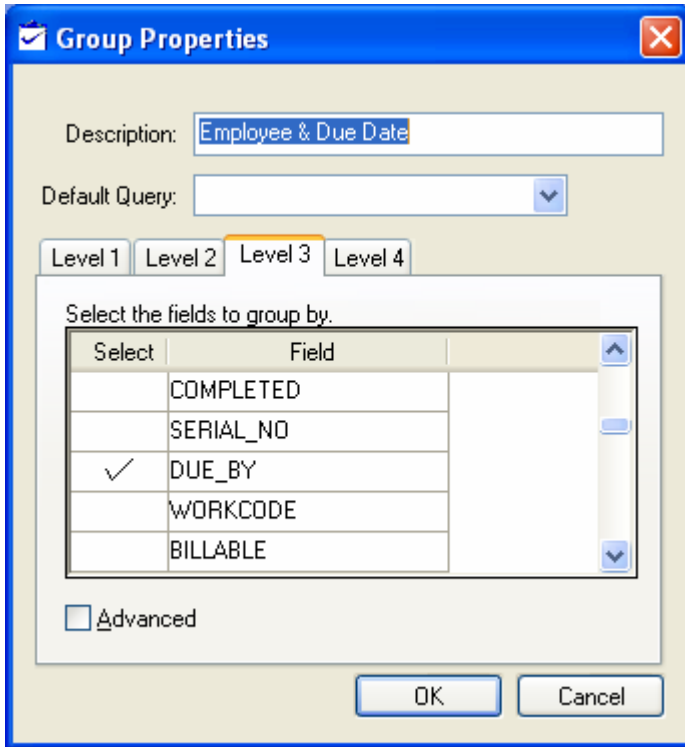 Group Properties
Description: Employee & Due Date
Default Query:
Level 1 Level 2 Level 3 Level 4
Select the fields to group by.
Select Field
COMPLETED
SERIAL_NO
DUE_BY
WORKCODE
BILLABLE
Advanced
OK Cancel